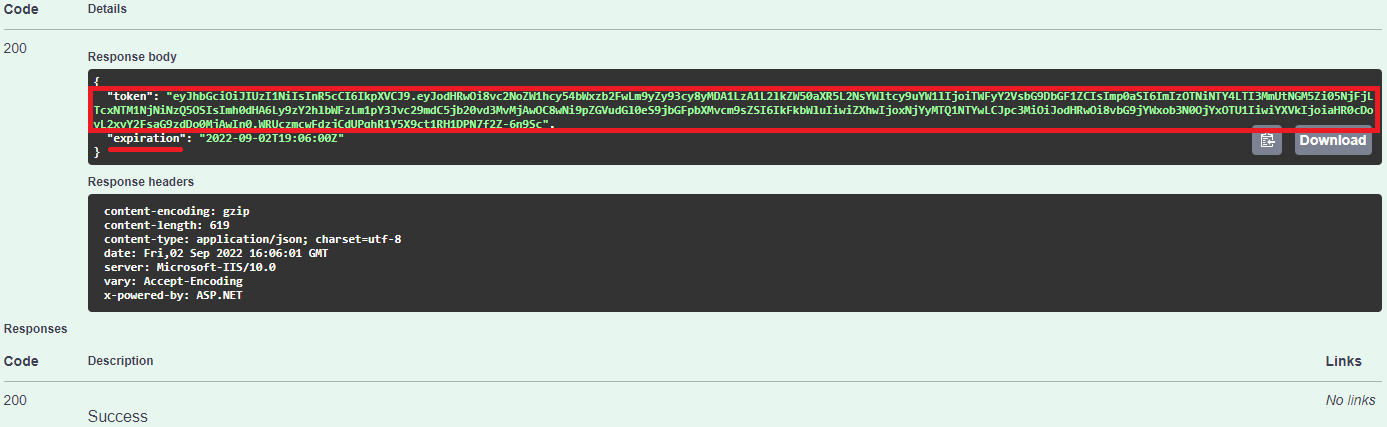 Code Details
200
Response body
{
"token": "eyJhbGciOiJIUzI1NiIsInR5cCI6IkpXVCJ9.eyJodHRwOi8vc2NoZW1hcy54bWxzb2FwLm9yZy93cy8yMDA1LzA1L2lkZW50aXR5L2NsYWltcy9uYW1lIjoiTWFyY2VsbG9DbGF1ZCIsImp0aSI6ImIzOTNiNTY4LTI3MmUtNGM5Zi05NjFjL
TcxNTM1NjNiNzQ5OSIsImh0dHA6Ly9zY2hlbWFzLm1pY3Jvc29mdC5jb20vd3MvMjAwOC8wNi9pZGVudGl0eS9jbGFpbXMvcm9sZSI6IkFkbWluIiwiZXhwIjoxNjYyMTQ1NTYwLCJpc3MiOiJodHRwOi8vbG9jYWxob3N0OjYxOTU1IiwiYXVkIjoiaHR0cDo
vL2xvY2FsaG9zdDo0MjAwIn0.WRUczmcwFdzjCdUPqhR1Y5X9ct1RH1DPN7f2Z-6n9Sc",
"expiration": "2022-09-02T19:06:00Z"
}
Download
Response headers
content-encoding: gzip
content-length: 619
content-type: application/json; charset=utf-8
date: Fri,02 Sep 2022 16:06:01 GMT
server: Microsoft-IIS/10.0
vary: Accept-Encoding
x-powered-by: ASP.NET
Responses
Code Description Links
200 No links
Success